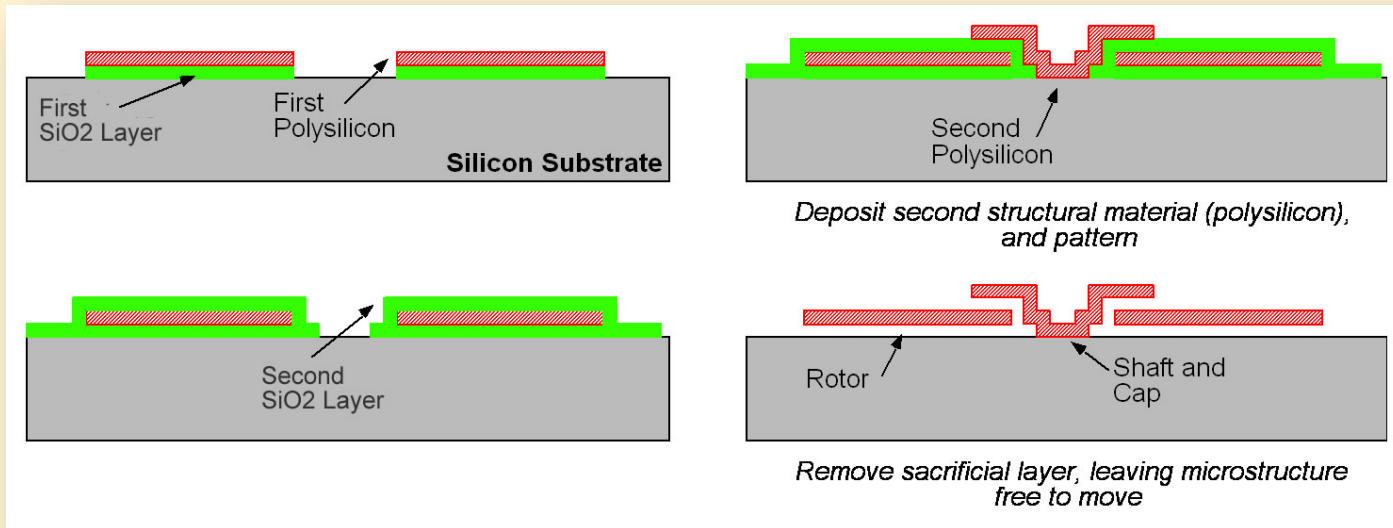 First
SiO2 Layer
First
Polysilicon
Silicon Substrate
Second
SiO2 Layer
Second
Polysilicon
Deposit second structural material (polysilicon),
and pattern
Rotor
Shaft and
Cap
Remove sacrificial layer, leaving microstructure
free to move